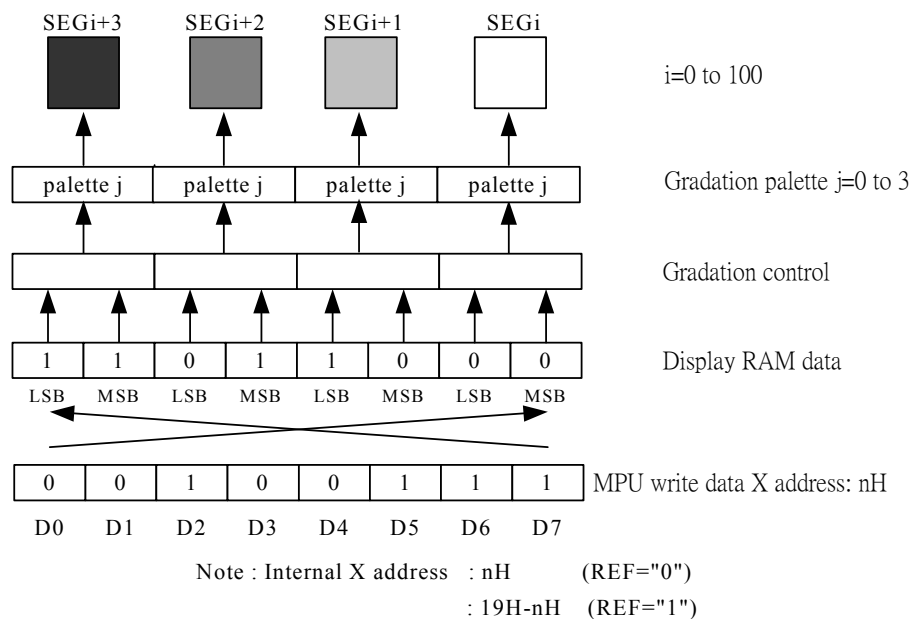 SEGi+3 SEGi+2 SEGi+1 SEGi
i=0 to 100
palette j palette j palette j palette j Gradation palette j=0 to 3
Gradation control
1 1 0 1 1 0 0 0 Display RAM data
LSB MSB LSB MSB LSB MSB LSB MSB
0 0 1 0 0 1 1 1 MPU write data X address: nH
D0 D1 D2 D3 D4 D5 D6 D7
Note : Internal X address : nH (REF="0")
: 19H-nH (REF="1")